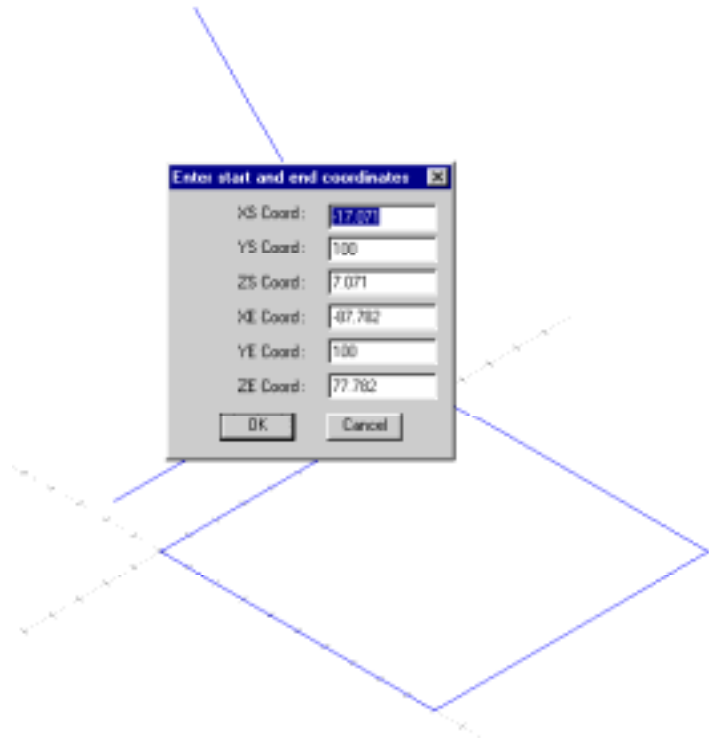 Enter start and end coordinates
XS Coord: -17.071
YS Coord: 100
ZS Coord: 7.071
XE Coord: -87.782
YE Coord: 100
ZE Coord: 77.782
OK Cancel